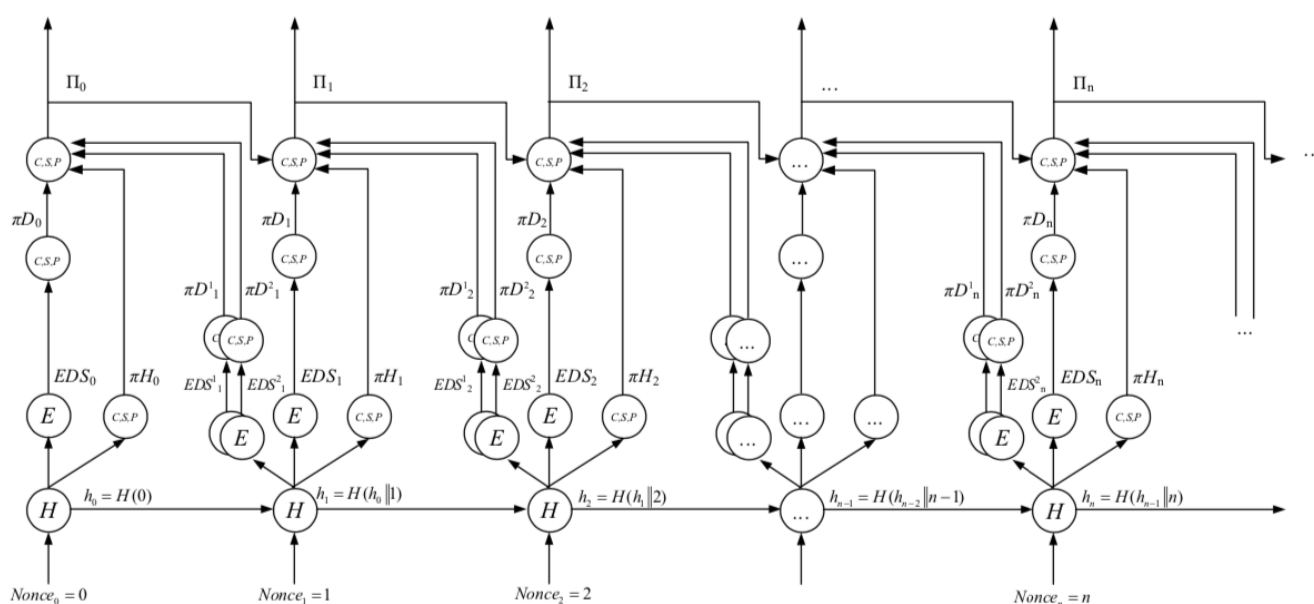 Π₀ Π₁ Π₂ ... Πₙ
C,S,P C,S,P C,S,P ... C,S,P ...
πD₀ πD₁ πD₂ πDₙ
C,S,P C,S,P C,S,P ... C,S,P
πD¹₁ πD²₁ πD¹₂ πD²₂ πD¹ₙ πD²ₙ
C,S,P C,S,P ... C,S,P ...
EDS₀ πH₀ EDS¹₁ EDS²₁ EDS₁ πH₁ EDS¹₂ EDS²₂ EDS₂ πH₂ EDS²ₙ EDSₙ πHₙ
E C,S,P E C,S,P E C,S,P ... ... E C,S,P
E E ... E
H h₀ = H(0) H h₁ = H(h₀‖1) H h₂ = H(h₁‖2) ... hₙ₋₁ = H(hₙ₋₂‖n−1) H hₙ = H(hₙ₋₁‖n)
Nonce₀ = 0 Nonce₁ = 1 Nonce₂ = 2 Nonceₙ = n